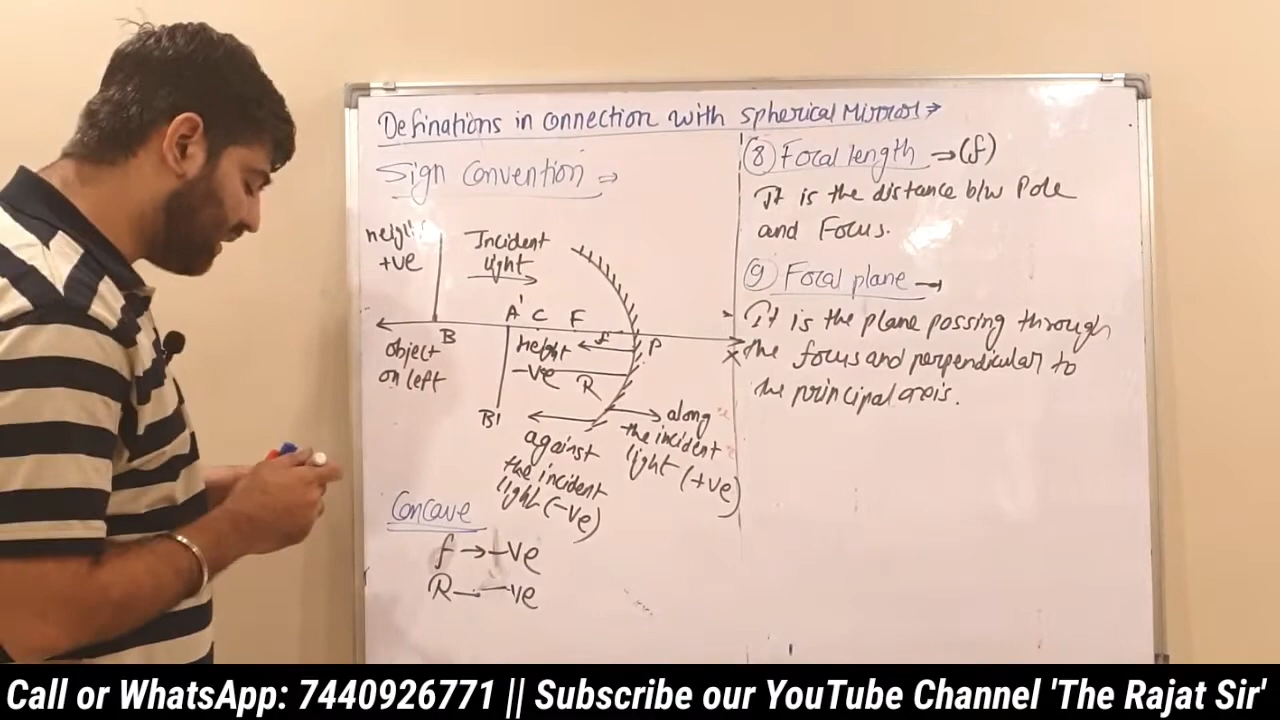 Definations in connection with spherical Mirror→
Sign Convention ⇒
Height
+ve
Incident
light
A' C F
B
P
X
object
on left
Height
-ve
f
R
B'
along
the incident
light (+ve)
against
the incident
light (-ve)
Concave
f → -ve
R → -ve
⑧ Focal length → (f)
It is the distance b/w Pole
and Focus.
⑨ Focal plane →
It is the plane possing through
the focus and perpendicular to
the principal axis.
Call or WhatsApp: 7440926771 || Subscribe our YouTube Channel 'The Rajat Sir'